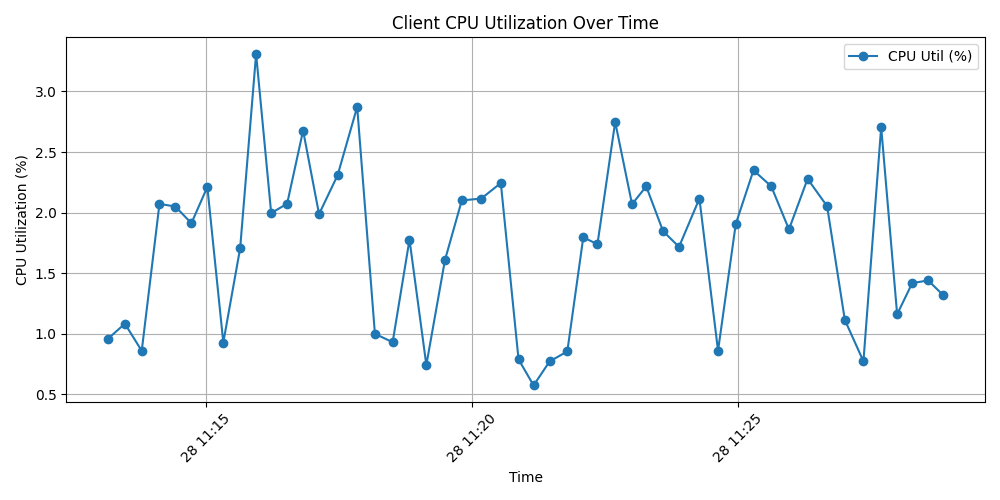 Client CPU Utilization Over Time
CPU Util (%)
CPU Utilization (%)
3.0
2.5
2.0
1.5
1.0
0.5
28 11:15
28 11:20
28 11:25
Time